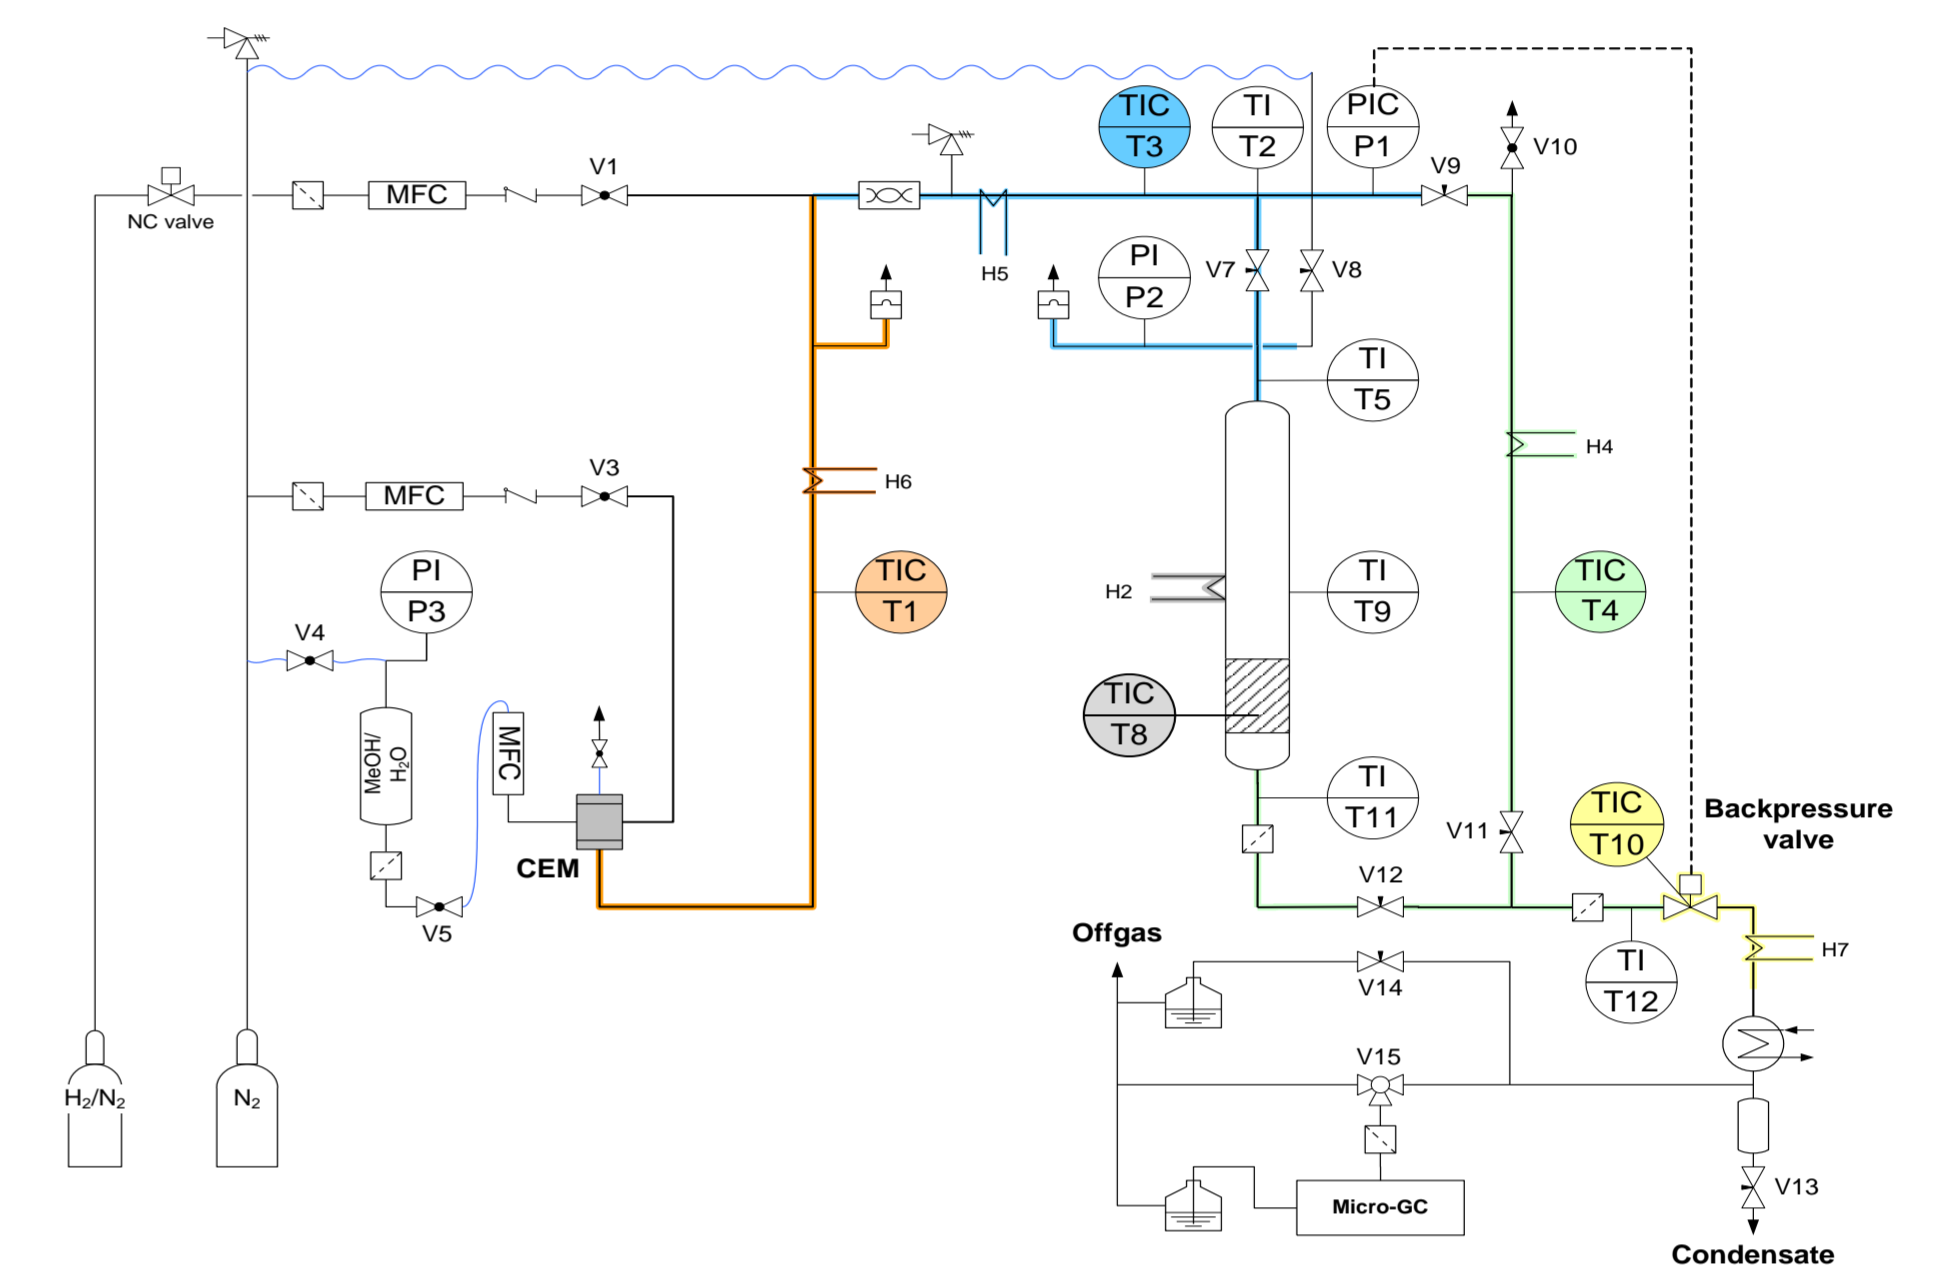 TIC
T3
TI
T2
PIC
P1
V10
V1
MFC
NC valve
V9
H5
PI
P2
V7
V8
TI
T5
H4
V3
MFC
H6
PI
P3
TIC
T1
H2
TI
T9
TIC
T4
V4
MeOH/
H₂O
MFC
TIC
T8
TI
T11
V11
TIC
T10
Backpressure
valve
CEM
V5
V12
Offgas
V14
TI
T12
H7
V15
H₂/N₂
N₂
Micro-GC
V13
Condensate